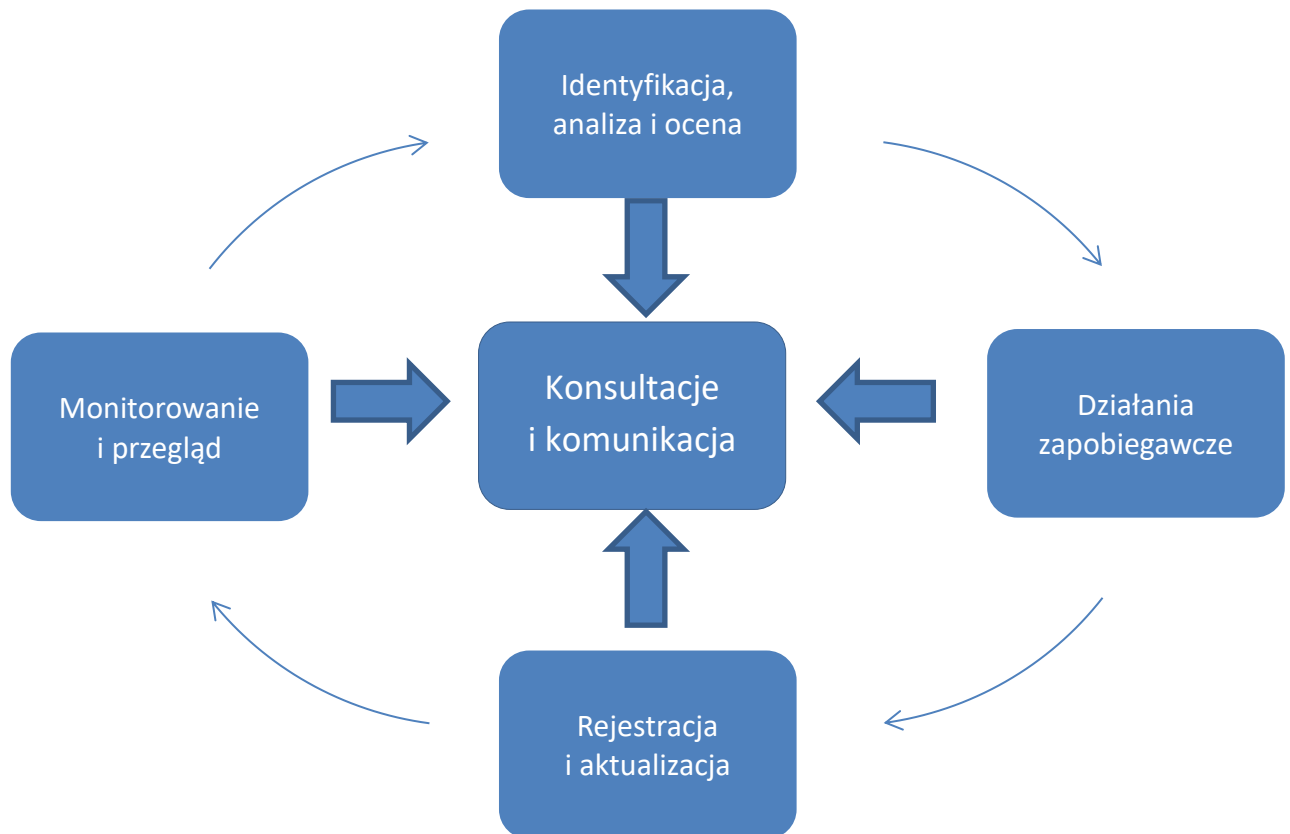 Identyfikacja,
analiza i ocena
Monitorowanie
i przegląd
Konsultacje
i komunikacja
Działania
zapobiegawcze
Rejestracja
i aktualizacja